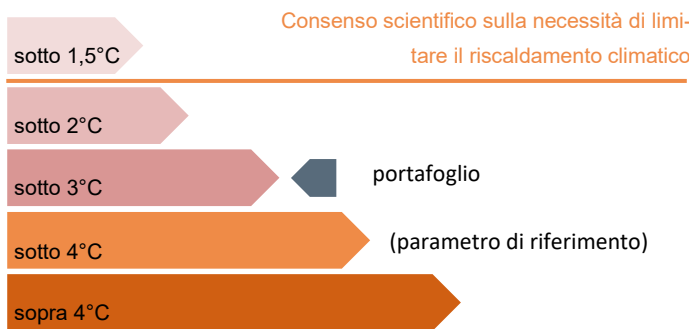 Consenso scientifico sulla necessità di limi-
tare il riscaldamento climatico
sotto 1,5°C
sotto 2°C
sotto 3°C
portafoglio
sotto 4°C
(parametro di riferimento)
sopra 4°C